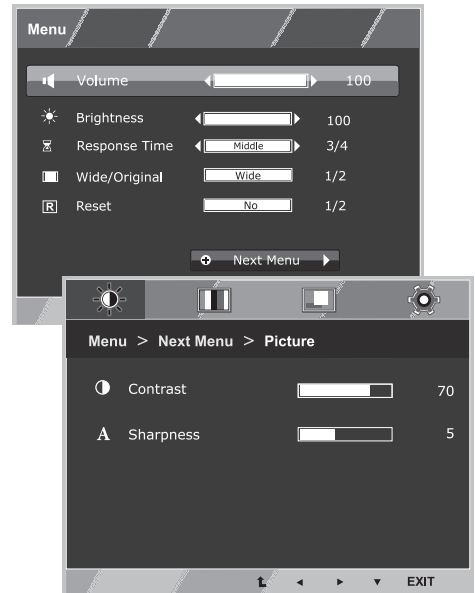 Menu
Volume 100
Brightness 100
Response Time Middle 3/4
Wide/Original Wide 1/2
R Reset No 1/2
Next Menu
Menu > Next Menu > Picture
Contrast 70
A Sharpness 5
EXIT